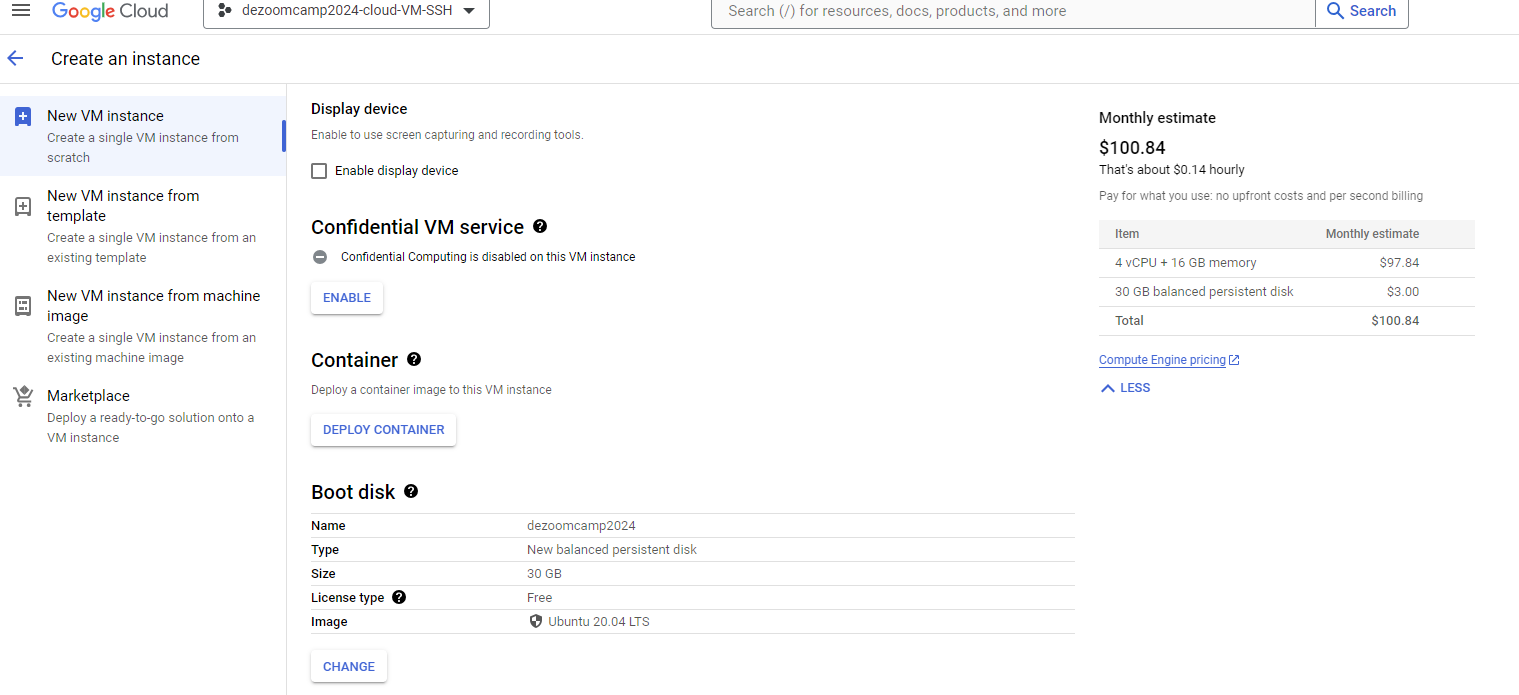 Google Cloud
dezoomcamp2024-cloud-VM-SSH
Search (/) for resources, docs, products, and more
Search
Create an instance
New VM instance
Create a single VM instance from
scratch
New VM instance from
template
Create a single VM instance from an
existing template
New VM instance from machine
image
Create a single VM instance from an
existing machine image
Marketplace
Deploy a ready-to-go solution onto a
VM instance
Display device
Enable to use screen capturing and recording tools.
Enable display device
Confidential VM service
Confidential Computing is disabled on this VM instance
ENABLE
Container
Deploy a container image to this VM instance
DEPLOY CONTAINER
Boot disk
Name dezoomcamp2024
Type New balanced persistent disk
Size 30 GB
License type Free
Image Ubuntu 20.04 LTS
CHANGE
Monthly estimate
$100.84
That's about $0.14 hourly
Pay for what you use: no upfront costs and per second billing
Item Monthly estimate
4 vCPU + 16 GB memory $97.84
30 GB balanced persistent disk $3.00
Total $100.84
Compute Engine pricing
LESS